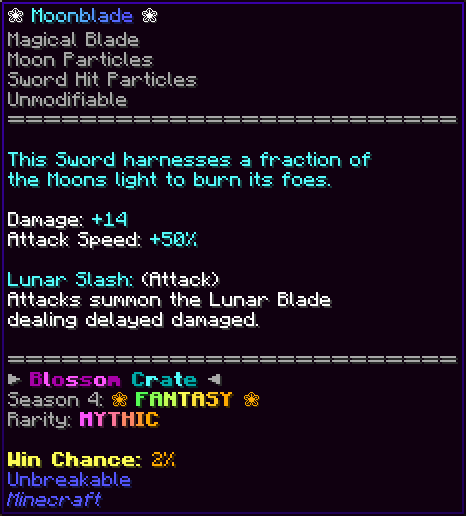 ❀ Moonblade ❀
Magical Blade
Moon Particles
Sword Hit Particles
Unmodifiable
==========================
This Sword harnesses a fraction of
the Moons light to burn its foes.
Damage: +14
Attack Speed: +50%
Lunar Slash: (Attack)
Attacks summon the Lunar Blade
dealing delayed damaged.
==========================
► Blossom Crate ◄
Season 4: ❀ FANTASY ❀
Rarity: MYTHIC
Win Chance: 2%
Unbreakable
Minecraft